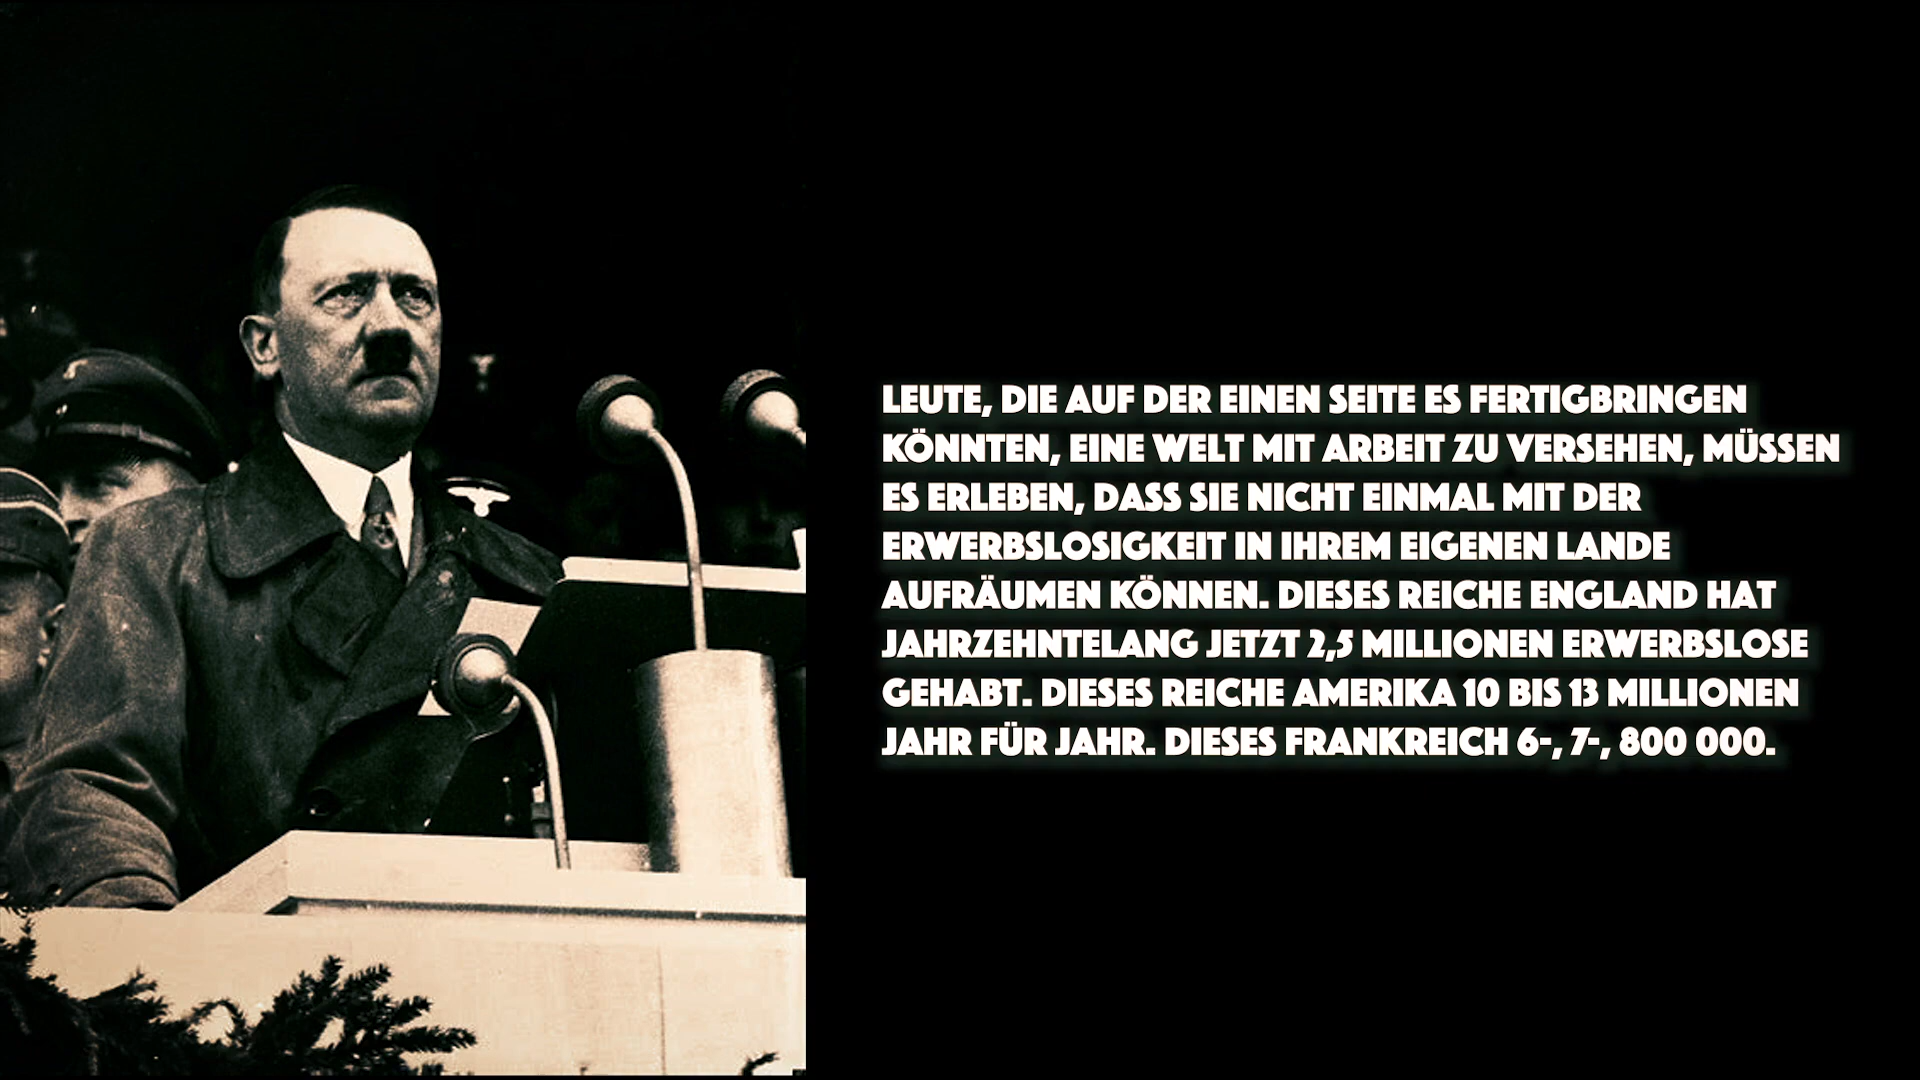 LEUTE, DIE AUF DER EINEN SEITE ES FERTIGBRINGEN
KÖNNTEN, EINE WELT MIT ARBEIT ZU VERSEHEN, MÜSSEN
ES ERLEBEN, DASS SIE NICHT EINMAL MIT DER
ERWERBSLOSIGKEIT IN IHREM EIGENEN LANDE
AUFRÄUMEN KÖNNEN. DIESES REICHE ENGLAND HAT
JAHRZEHNTELANG JETZT 2,5 MILLIONEN ERWERBSLOSE
GEHABT. DIESES REICHE AMERIKA 10 BIS 13 MILLIONEN
JAHR FÜR JAHR. DIESES FRANKREICH 6-, 7-, 800 000.